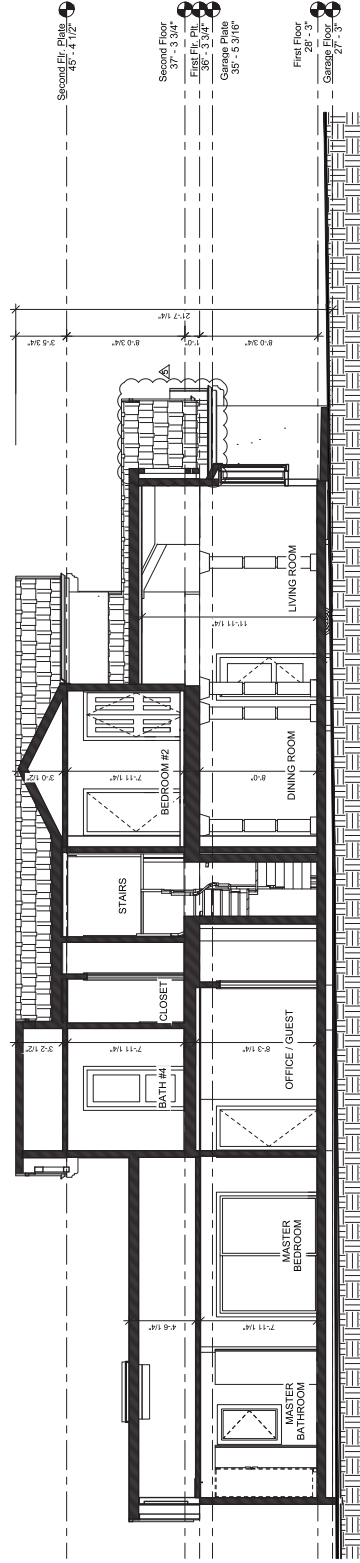 Second Flr. Plate
45' - 4 1/2"
Second Floor
37' - 3 3/4"
First Flr. Plt.
36' - 3 3/4"
Garage Plate
35' - 5 3/16"
First Floor
28' - 3"
Garage Floor
27' - 3"
21'-7 1/4"
3'-5 3/4"
8'-0 3/4"
1'-0"
8'-0 3/4"
5
11'-11 1/4"
LIVING ROOM
3'-0 1/2"
7'-11 1/4"
8'-0"
BEDROOM #2
DINING ROOM
STAIRS
CLOSET
3'-2 1/2"
7'-11 1/4"
8'-3 1/4"
BATH #4
OFFICE / GUEST
4'-6 1/4"
7'-11 1/4"
MASTER
BEDROOM
MASTER
BATHROOM